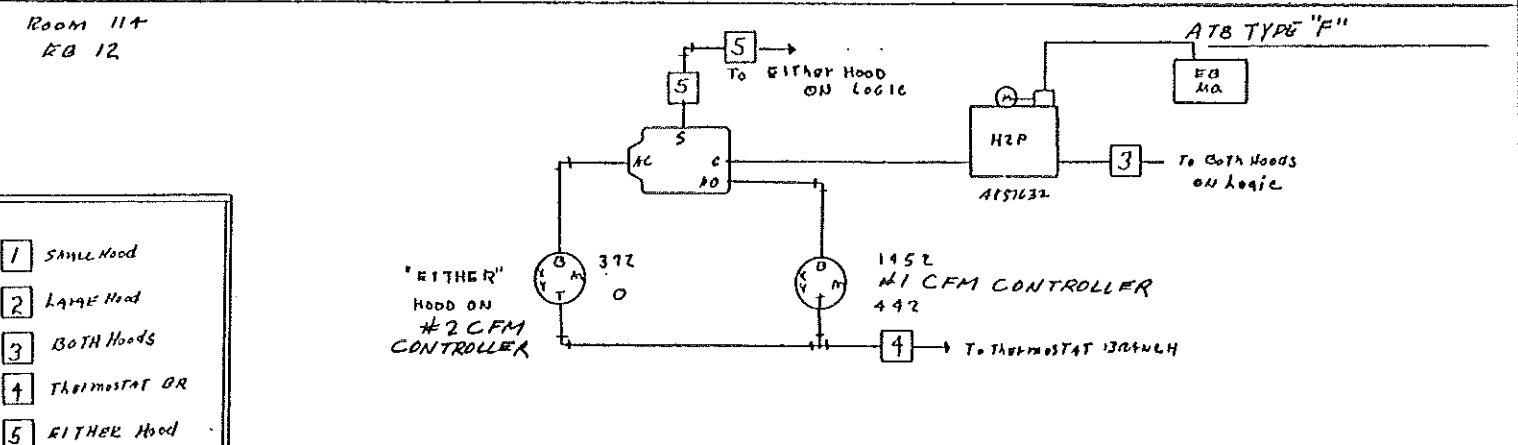 ROOM 114
EB 12
ATB TYPE "F"
5
TO EITHER HOOD
ON LOGIC
5
EB
MA
S
AC
C
NO
H2P
3
To Both Hoods
on Logic
A151632
1 SMALL Hood
2 LARGE Hood
3 BOTH Hoods
4 Thermostat BR
5 EITHER Hood
"EITHER"
HOOD ON
#2 CFM
CONTROLLER
B
M
T
372
0
B
M
T
1452
#1 CFM CONTROLLER
442
4
To Thermostat BRANCH